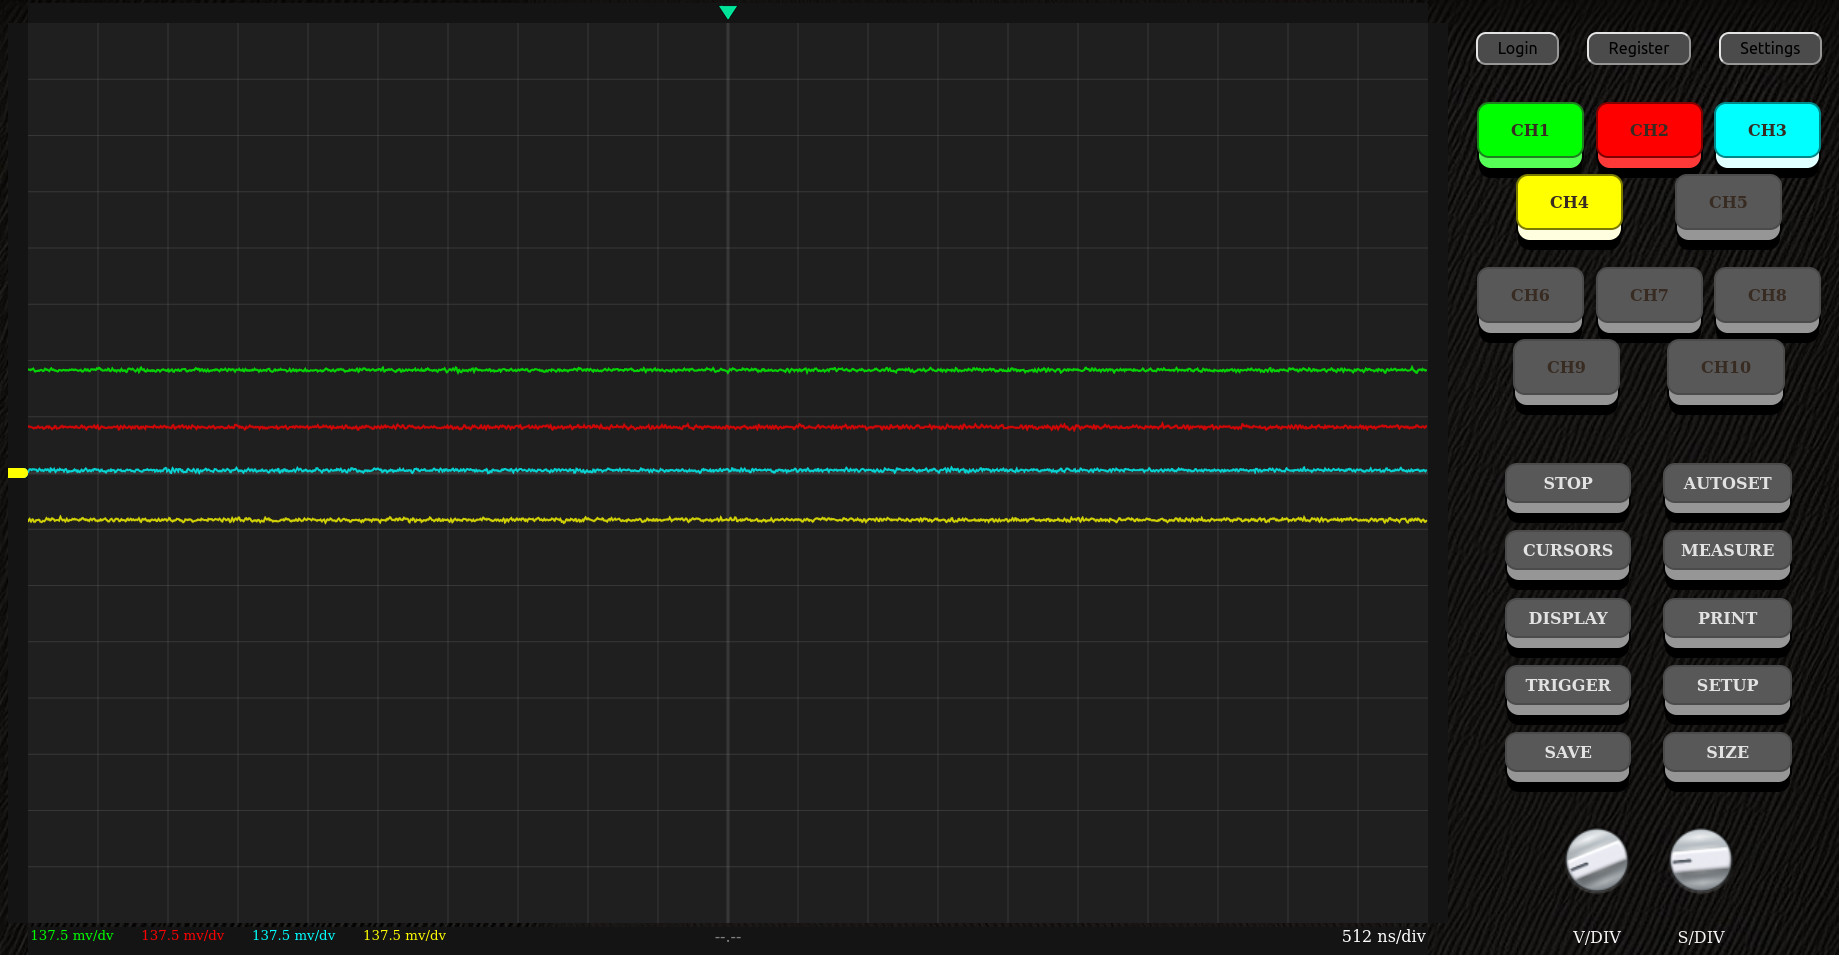 Login Register Settings
CH1 CH2 CH3
CH4 CH5
CH6 CH7 CH8
CH9 CH10
STOP AUTOSET
CURSORS MEASURE
DISPLAY PRINT
TRIGGER SETUP
SAVE SIZE
137.5 mv/dv 137.5 mv/dv 137.5 mv/dv 137.5 mv/dv --.-- 512 ns/div V/DIV S/DIV